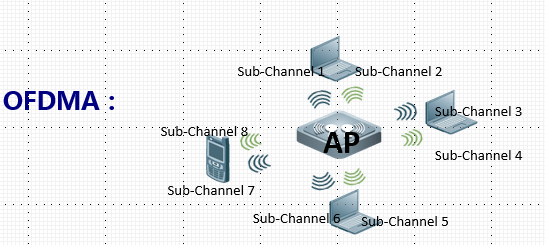 Sub-Channel 1
Sub-Channel 2
OFDMA :
Sub-Channel 3
Sub-Channel 8
AP
Sub-Channel 4
Sub-Channel 7
Sub-Channel 6
Sub-Channel 5